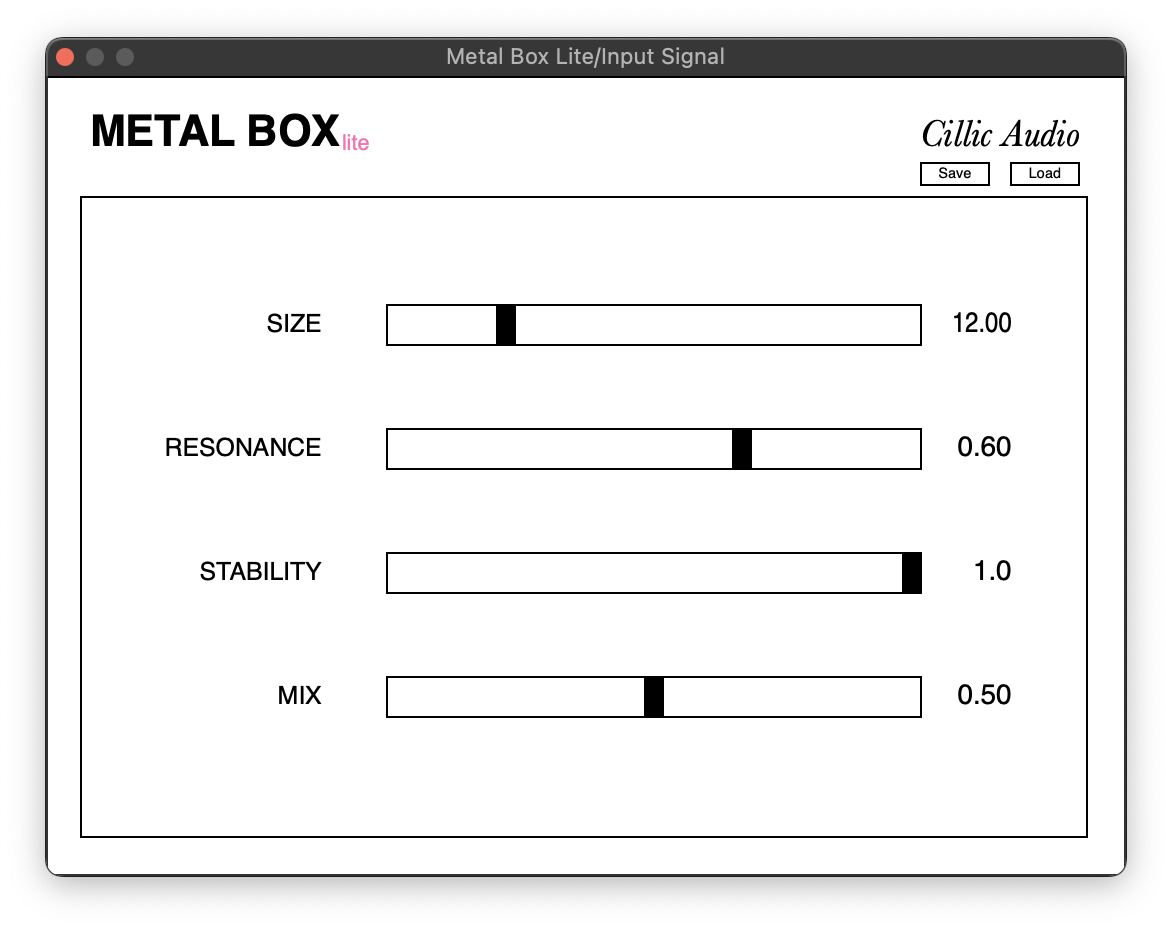 Metal Box Lite/Input Signal
METAL BOX lite
Cillic Audio
Save Load
SIZE 12.00
RESONANCE 0.60
STABILITY 1.0
MIX 0.50